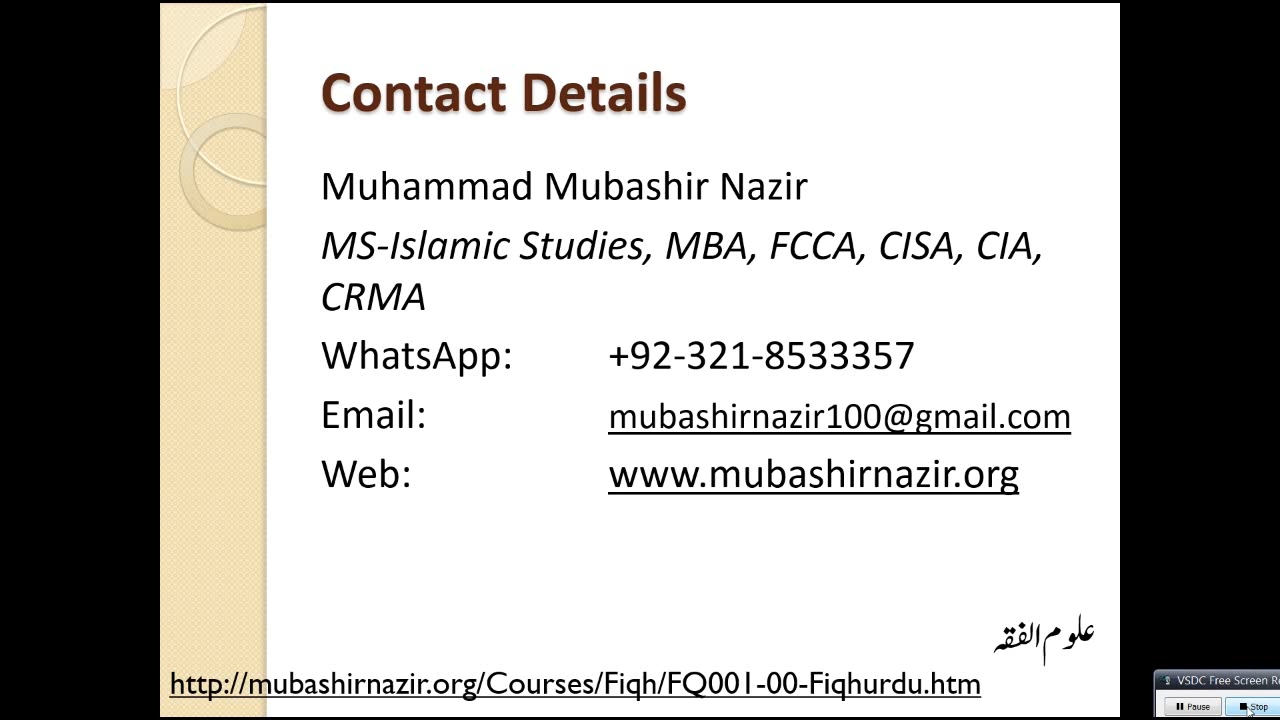 Contact Details
Muhammad Mubashir Nazir
MS-Islamic Studies, MBA, FCCA, CISA, CIA,
CRMA
WhatsApp: +92-321-8533357
Email: mubashirnazir100@gmail.com
Web: www.mubashirnazir.org
علوم الفقہ
http://mubashirnazir.org/Courses/Fiqh/FQ001-00-Fiqhurdu.htm
VSDC Free Screen Re
Pause Stop